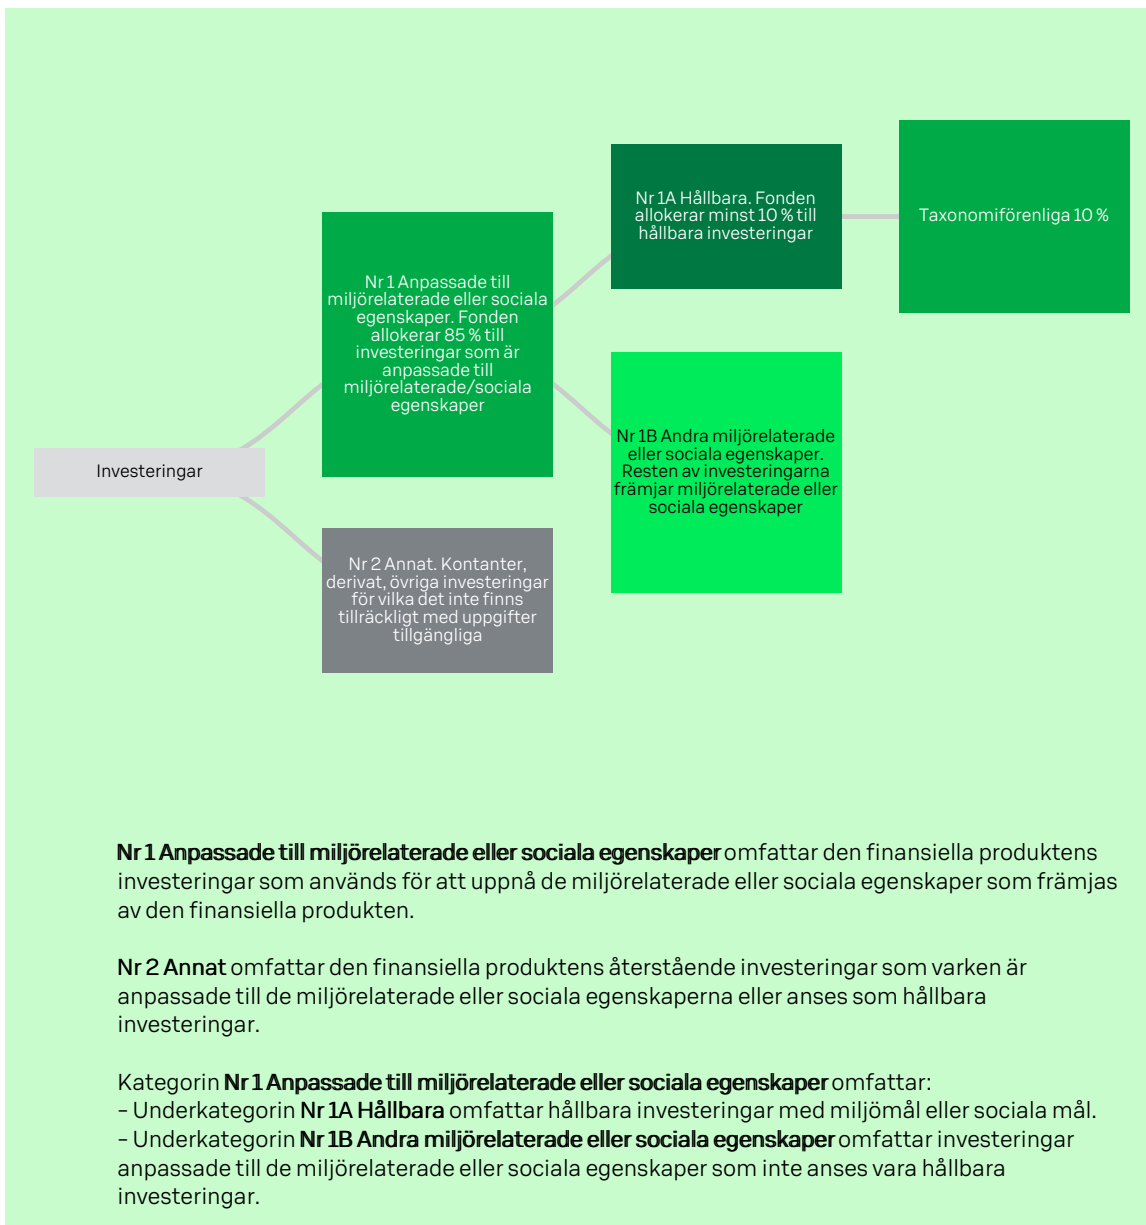 Investeringar
Nr 1 Anpassade till
miljörelaterade eller sociala
egenskaper. Fonden
allokerar 85 % till
investeringar som är
anpassade till
miljörelaterade/sociala
egenskaper
Nr 2 Annat. Kontanter,
derivat, övriga investeringar
för vilka det inte finns
tillräckligt med uppgifter
tillgängliga
Nr 1A Hållbara. Fonden
allokerar minst 10 % till
hållbara investeringar
Nr 1B Andra miljörelaterade
eller sociala egenskaper.
Resten av investeringarna
främjar miljörelaterade eller
sociala egenskaper
Taxonomiförenliga 10 %
Nr 1 Anpassade till miljörelaterade eller sociala egenskaper omfattar den finansiella produktens
investeringar som används för att uppnå de miljörelaterade eller sociala egenskaper som främjas
av den finansiella produkten.
Nr 2 Annat omfattar den finansiella produktens återstående investeringar som varken är
anpassade till de miljörelaterade eller sociala egenskaperna eller anses som hållbara
investeringar.
Kategorin Nr 1 Anpassade till miljörelaterade eller sociala egenskaper omfattar:
– Underkategorin Nr 1A Hållbara omfattar hållbara investeringar med miljömål eller sociala mål.
– Underkategorin Nr 1B Andra miljörelaterade eller sociala egenskaper omfattar investeringar
anpassade till de miljörelaterade eller sociala egenskaper som inte anses vara hållbara
investeringar.